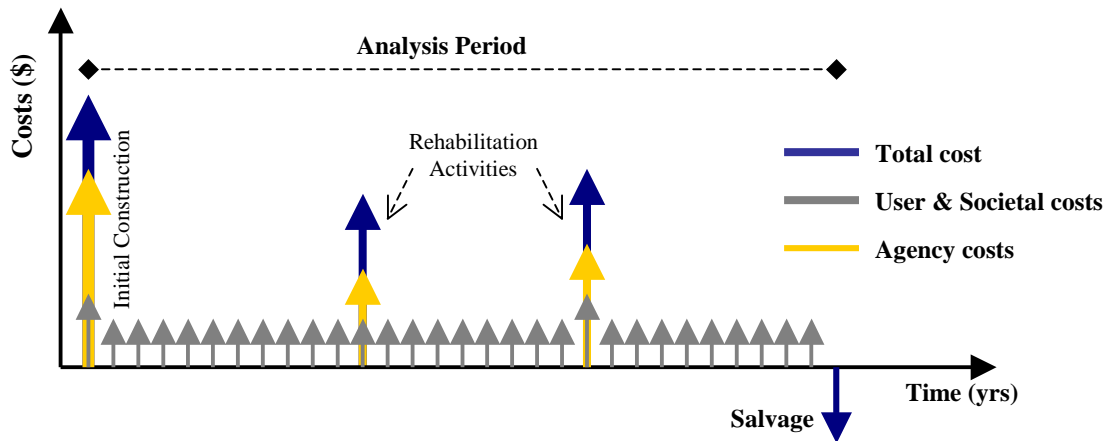 Costs ($)
Analysis Period
Initial Construction
Rehabilitation
Activities
Total cost
User & Societal costs
Agency costs
Time (yrs)
Salvage